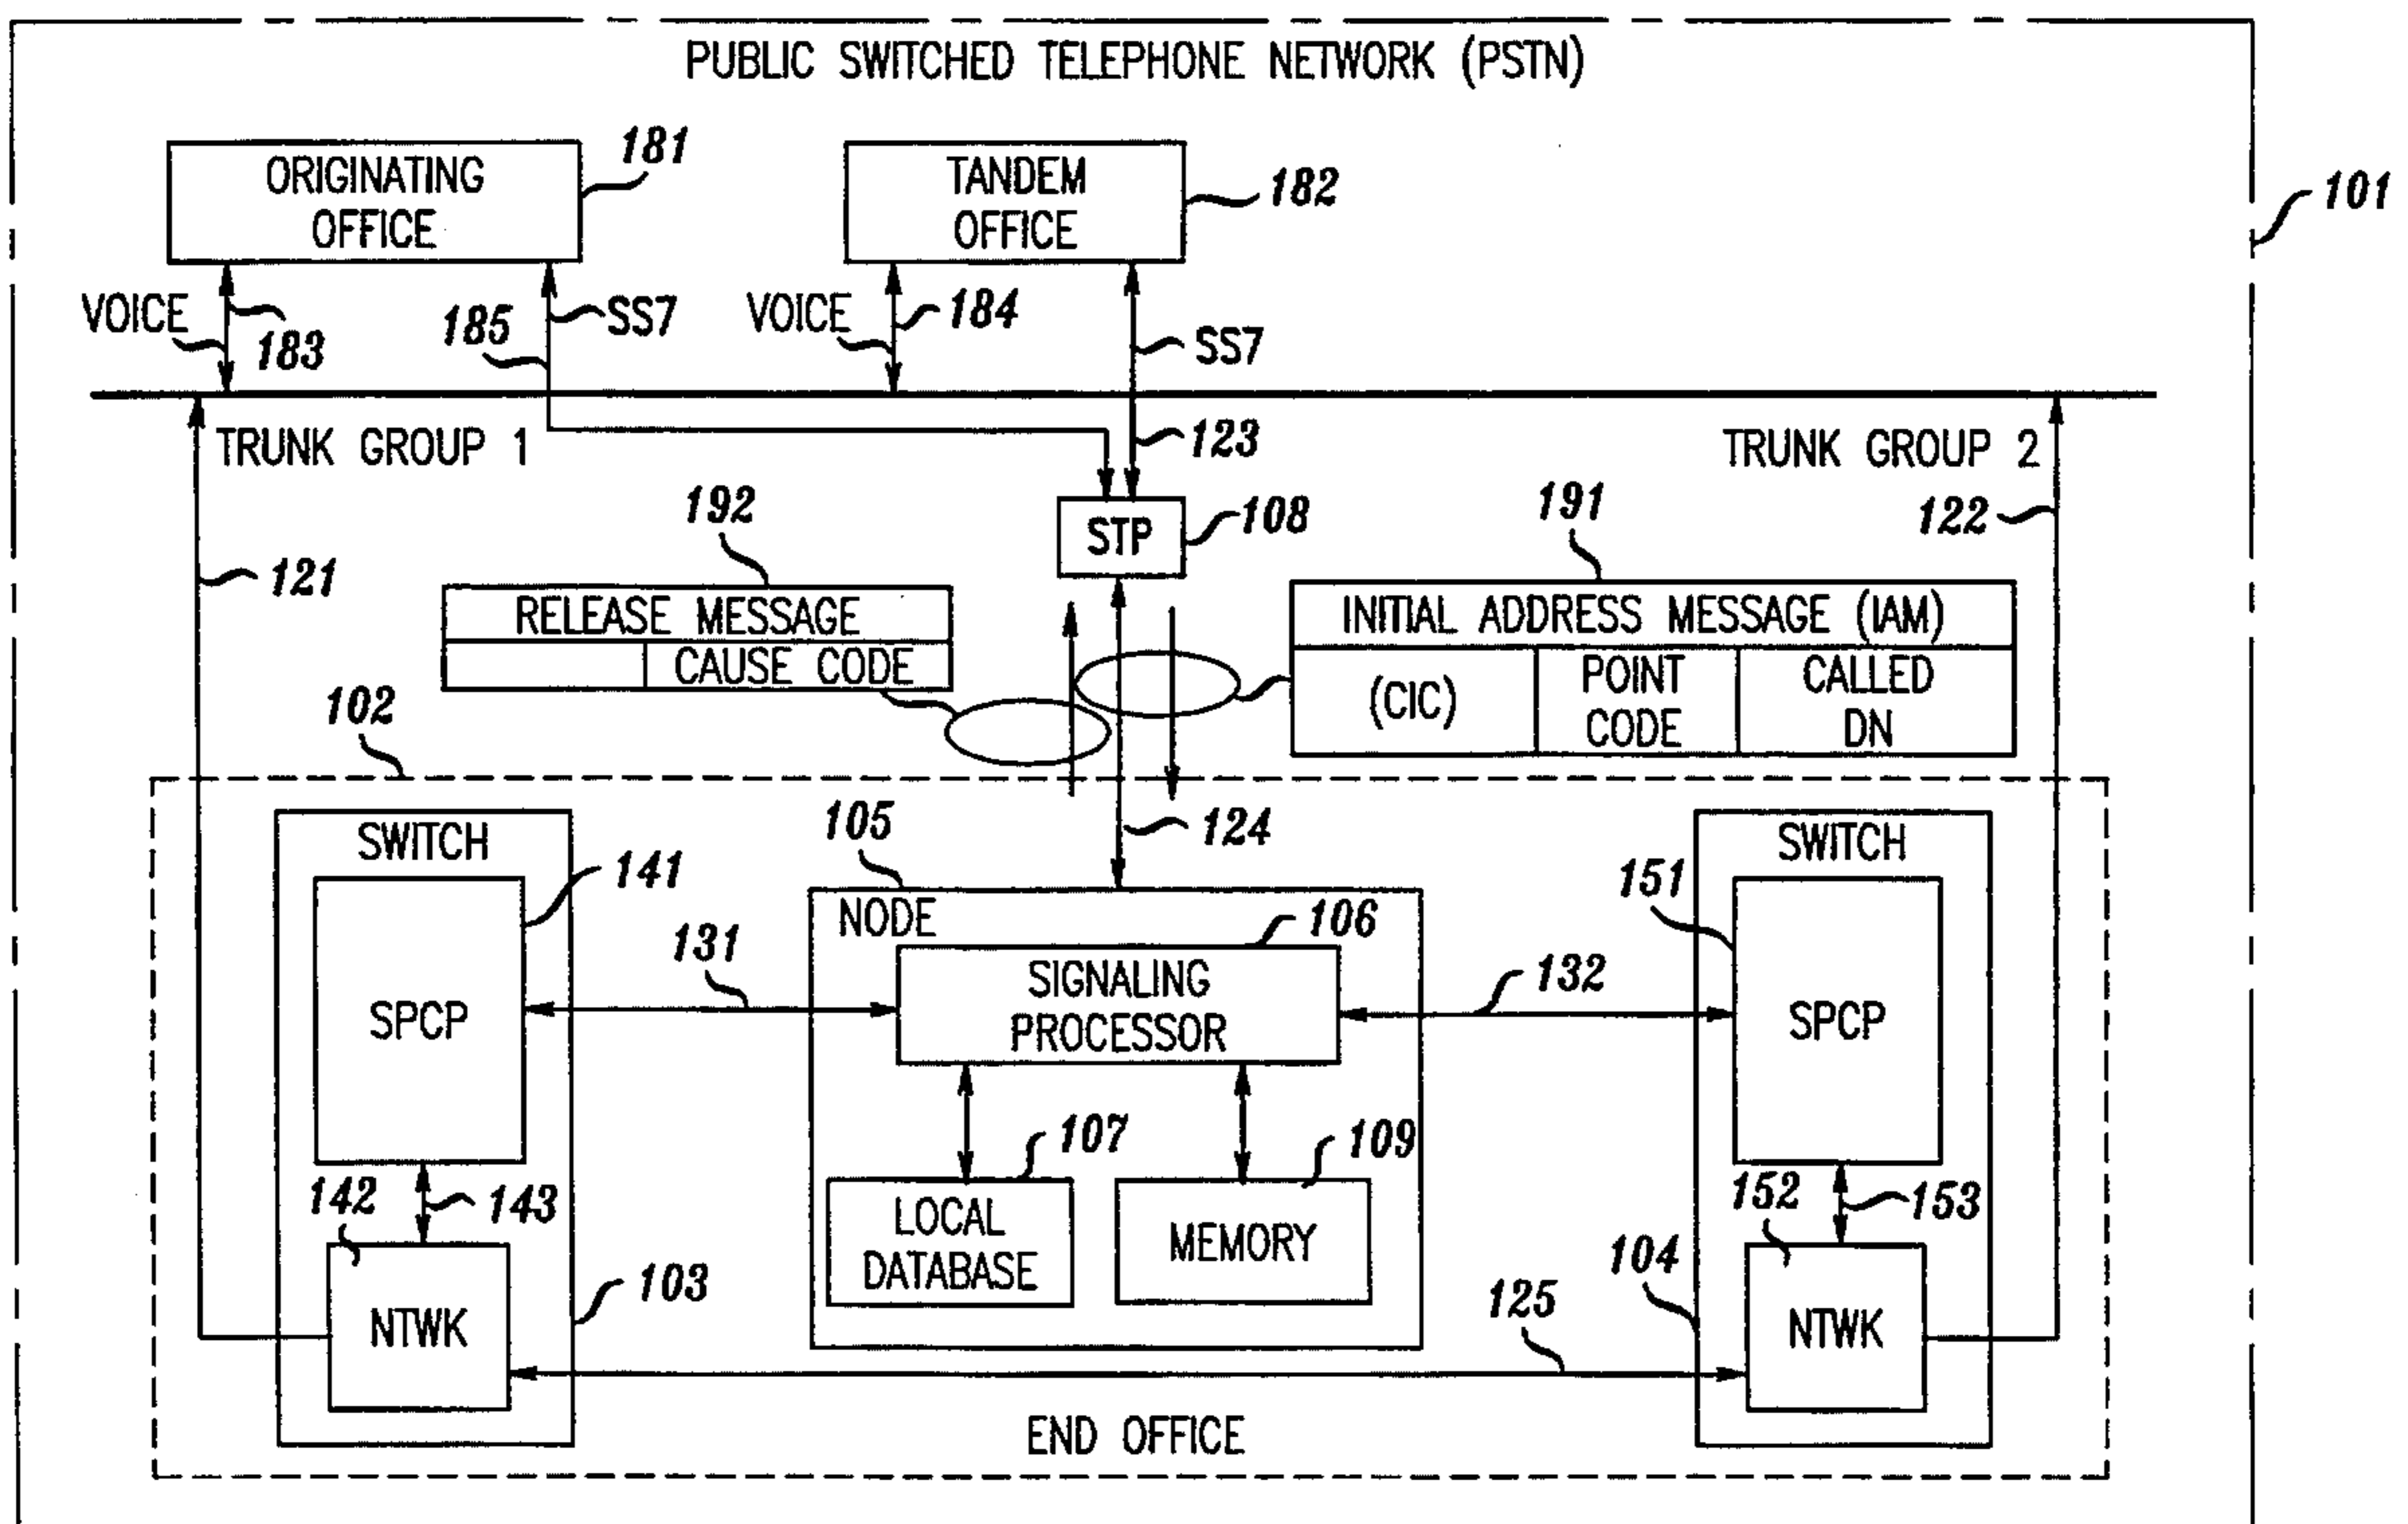 PUBLIC SWITCHED TELEPHONE NETWORK (PSTN)
101
ORIGINATING
OFFICE
181
TANDEM
OFFICE
182
VOICE
183
185
SS7
VOICE
184
SS7
TRUNK GROUP 1
123
TRUNK GROUP 2
121
122
STP
108
192
RELEASE MESSAGE
CAUSE CODE
191
INITIAL ADDRESS MESSAGE (IAM)
(CIC)
POINT
CODE
CALLED
DN
102
124
SWITCH
141
SPCP
143
142
NTWK
103
105
NODE
106
SIGNALING
PROCESSOR
131
132
107
LOCAL
DATABASE
109
MEMORY
SWITCH
151
SPCP
152
153
104
NTWK
125
END OFFICE